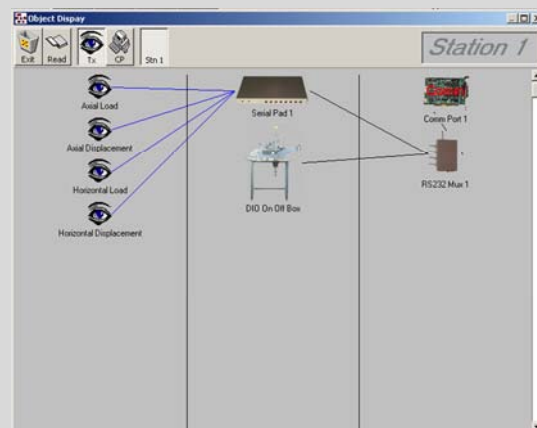 Object Dispay
Exit Read Tx CP Stn 1
Station 1
Axial Load
Axial Displacement
Horizontal Load
Horizontal Displacement
Serial Pad 1
DIO On Off Box
Comm Port 1
RS232 Mux 1